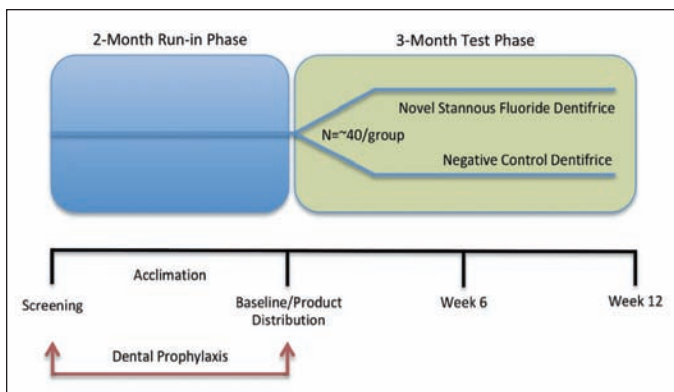 2-Month Run-in Phase
3-Month Test Phase
Novel Stannous Fluoride Dentifrice
N=~40/group
Negative Control Dentifrice
Acclimation
Screening
Baseline/Product
Distribution
Week 6
Week 12
Dental Prophylaxis